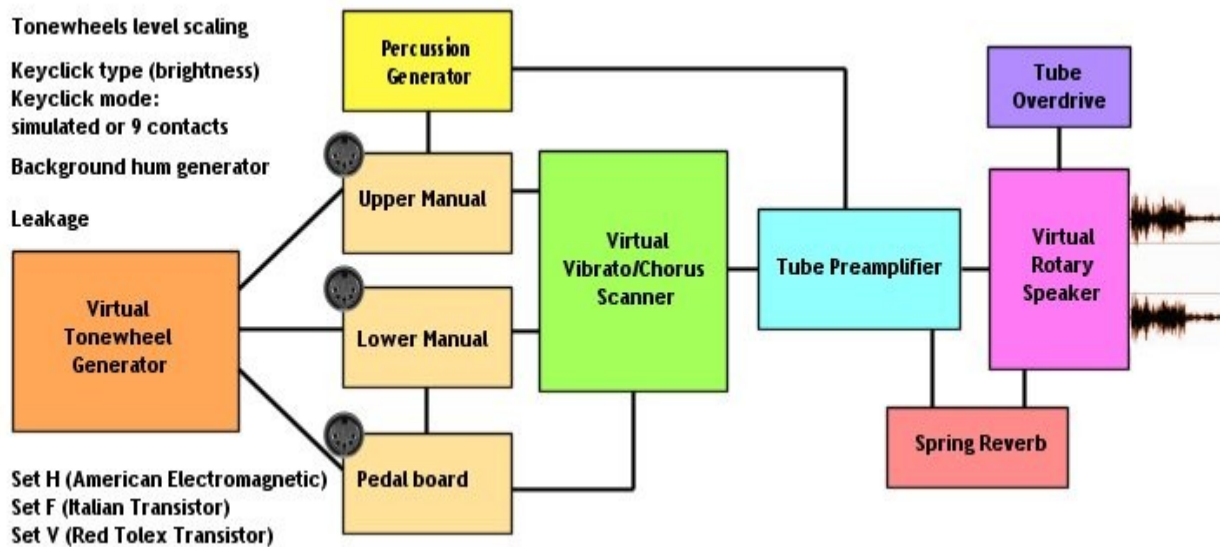 Tonewheels level scaling
Keyclick type (brightness)
Keyclick mode:
simulated or 9 contacts
Background hum generator
Leakage
Virtual
Tonewheel
Generator
Set H (American Electromagnetic)
Set F (Italian Transistor)
Set V (Red Tolex Transistor)
Percussion
Generator
Upper Manual
Lower Manual
Pedal board
Virtual
Vibrato/Chorus
Scanner
Tube Preamplifier
Tube
Overdrive
Virtual
Rotary
Speaker
Spring Reverb